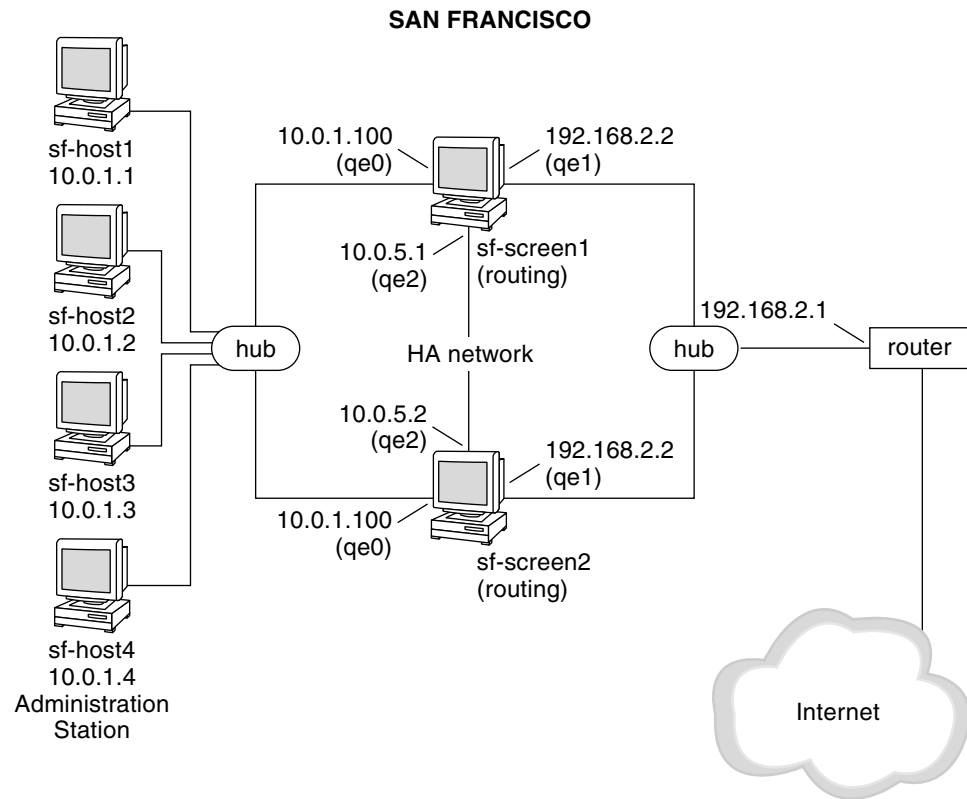 SAN FRANCISCO
sf-host1
10.0.1.1
sf-host2
10.0.1.2
sf-host3
10.0.1.3
sf-host4
10.0.1.4
Administration
Station
hub
10.0.1.100
(qe0)
192.168.2.2
(qe1)
10.0.5.1
(qe2)
sf-screen1
(routing)
HA network
10.0.5.2
(qe2)
192.168.2.2
(qe1)
10.0.1.100
(qe0)
sf-screen2
(routing)
hub
192.168.2.1
router
Internet